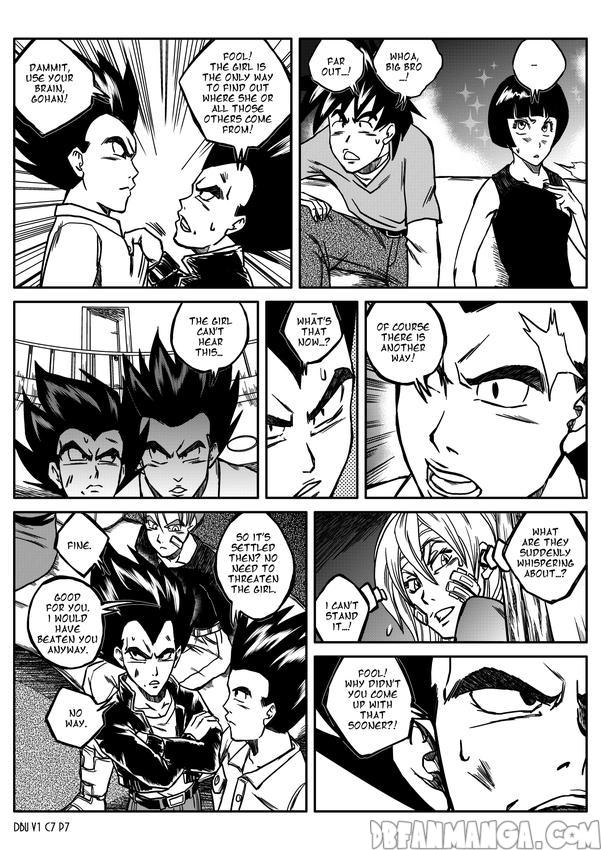 DAMMIT,
USE YOUR
BRAIN,
GOHAN!
FOOL!
THE GIRL IS
THE ONLY WAY
TO FIND OUT
WHERE SHE OR
ALL THOSE
OTHERS COME
FROM!
FAR
OUT...!
WHOA,
BIG BRO
...!
...
THE GIRL
CAN'T
HEAR
THIS...
...
WHAT'S
THAT
NOW...?
OF COURSE
THERE IS
ANOTHER
WAY!
FINE.
SO IT'S
SETTLED
THEN? NO
NEED TO
THREATEN
THE GIRL.
GOOD
FOR YOU.
I WOULD
HAVE
BEATEN YOU
ANYWAY.
NO
WAY.
WHAT
ARE THEY
SUDDENLY
WHISPERING
ABOUT...?
I CAN'T
STAND
IT...!
FOOL!
WHY DIDN'T
YOU COME
UP WITH
THAT
SOONER?!
DBU V1 C7 P7
DBFANMANGA.COM